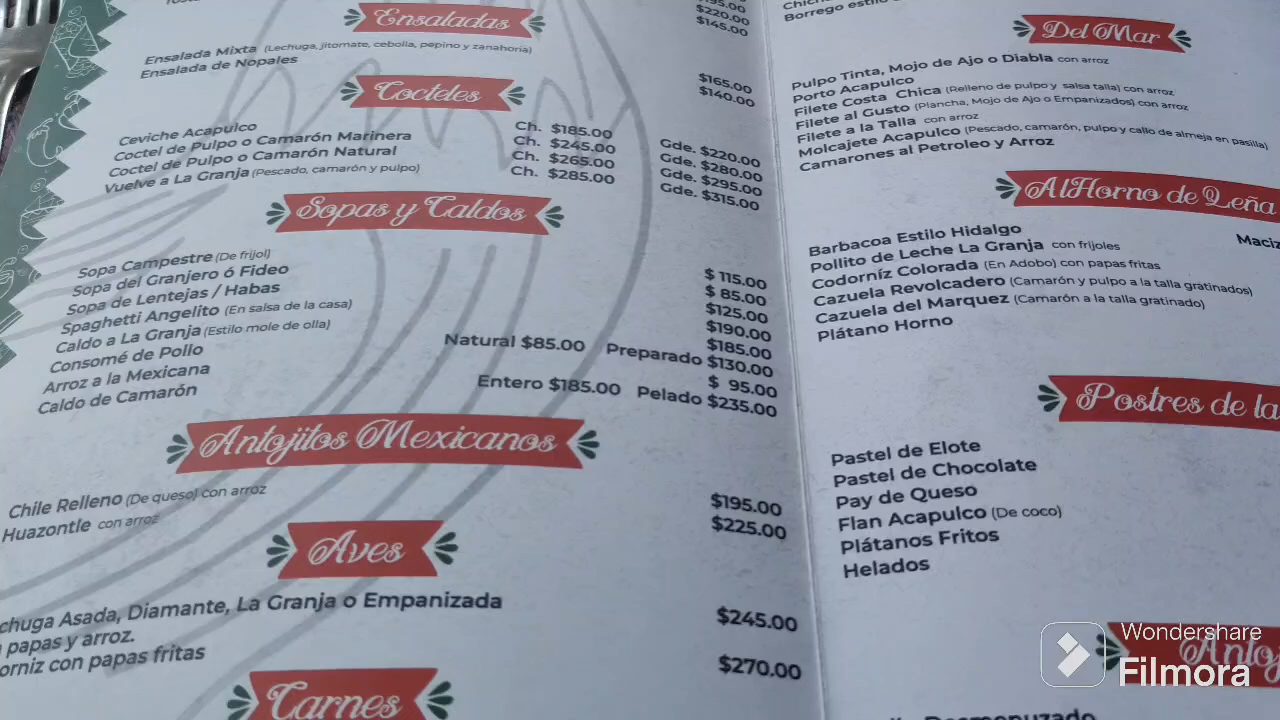 $195.00
$220.00
$145.00
Ensaladas
Ensalada Mixta (Lechuga, jitomate, cebolla, pepino y zanahoria) $165.00
Ensalada de Nopales $140.00
Cocteles
Ceviche Acapulco Ch. $185.00 Gde. $220.00
Coctel de Pulpo o Camarón Marinera Ch. $245.00 Gde. $280.00
Coctel de Pulpo o Camarón Natural Ch. $265.00 Gde. $295.00
Vuelve a La Granja (Pescado, camarón y pulpo) Ch. $285.00 Gde. $315.00
Sopas y Caldos
Sopa Campestre (De frijol) $ 115.00
Sopa del Granjero ó Fideo $ 85.00
Sopa de Lentejas / Habas $125.00
Spaghetti Angelito (En salsa de la casa) $190.00
Caldo a La Granja (Estilo mole de olla) $185.00
Consomé de Pollo Natural $85.00 Preparado $130.00
Arroz a la Mexicana $ 95.00
Caldo de Camarón Entero $185.00 Pelado $235.00
Antojitos Mexicanos
Chile Relleno (De queso) con arroz $195.00
Huazontle con arroz $225.00
Aves
chuga Asada, Diamante, La Granja o Empanizada $245.00
papas y arroz.
orniz con papas fritas $270.00
Carnes
Borrego
Del Mar
Pulpo Tinta, Mojo de Ajo o Diabla con arroz
Porto Acapulco
Filete Costa Chica (Relleno de pulpo y salsa talla) con arroz
Filete al Gusto (Plancha, Mojo de Ajo o Empanizados) con arroz
Filete a la Talla con arroz
Molcajete Acapulco (Pescado, camarón, pulpo y callo de almeja en pasilla)
Camarones al Petroleo y Arroz
Al Horno de Leña
Barbacoa Estilo Hidalgo Maciz
Pollito de Leche La Granja con frijoles
Codorníz Colorada (En Adobo) con papas fritas
Cazuela Revolcadero (Camarón y pulpo a la talla gratinados)
Cazuela del Marquez (Camarón a la talla gratinado)
Plátano Horno
Postres de la
Pastel de Elote
Pastel de Chocolate
Pay de Queso
Flan Acapulco (De coco)
Plátanos Fritos
Helados
Antoj
Wondershare
Filmora